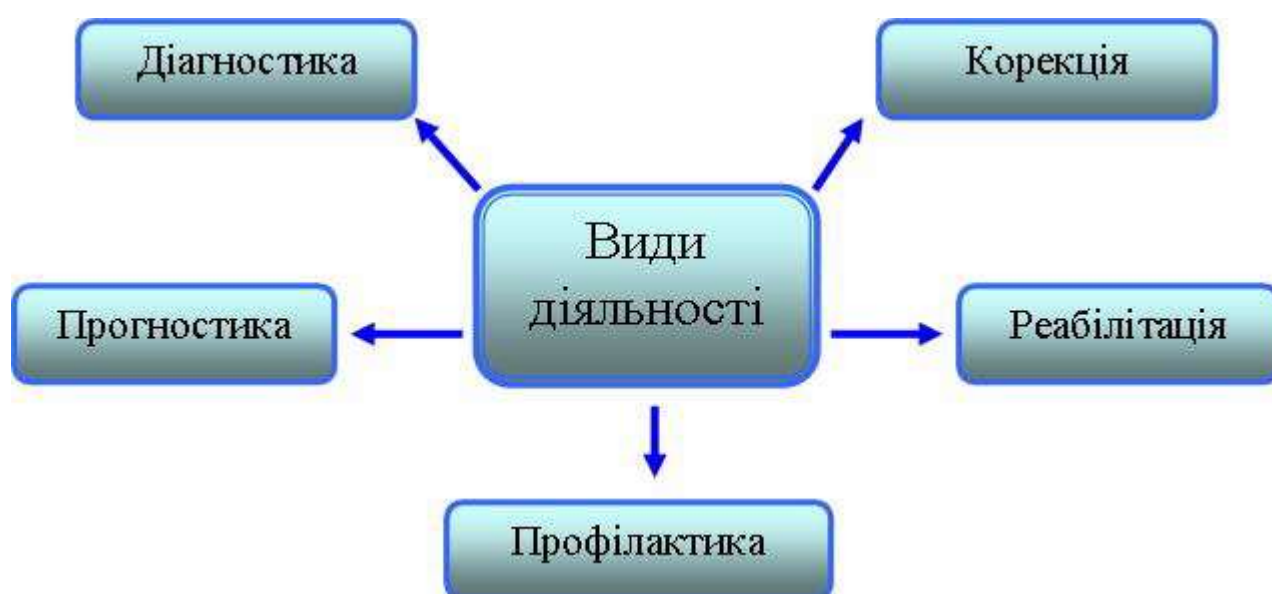 Діагностика
Корекція
Види
діяльності
Прогностика
Реабілітація
Профілактика